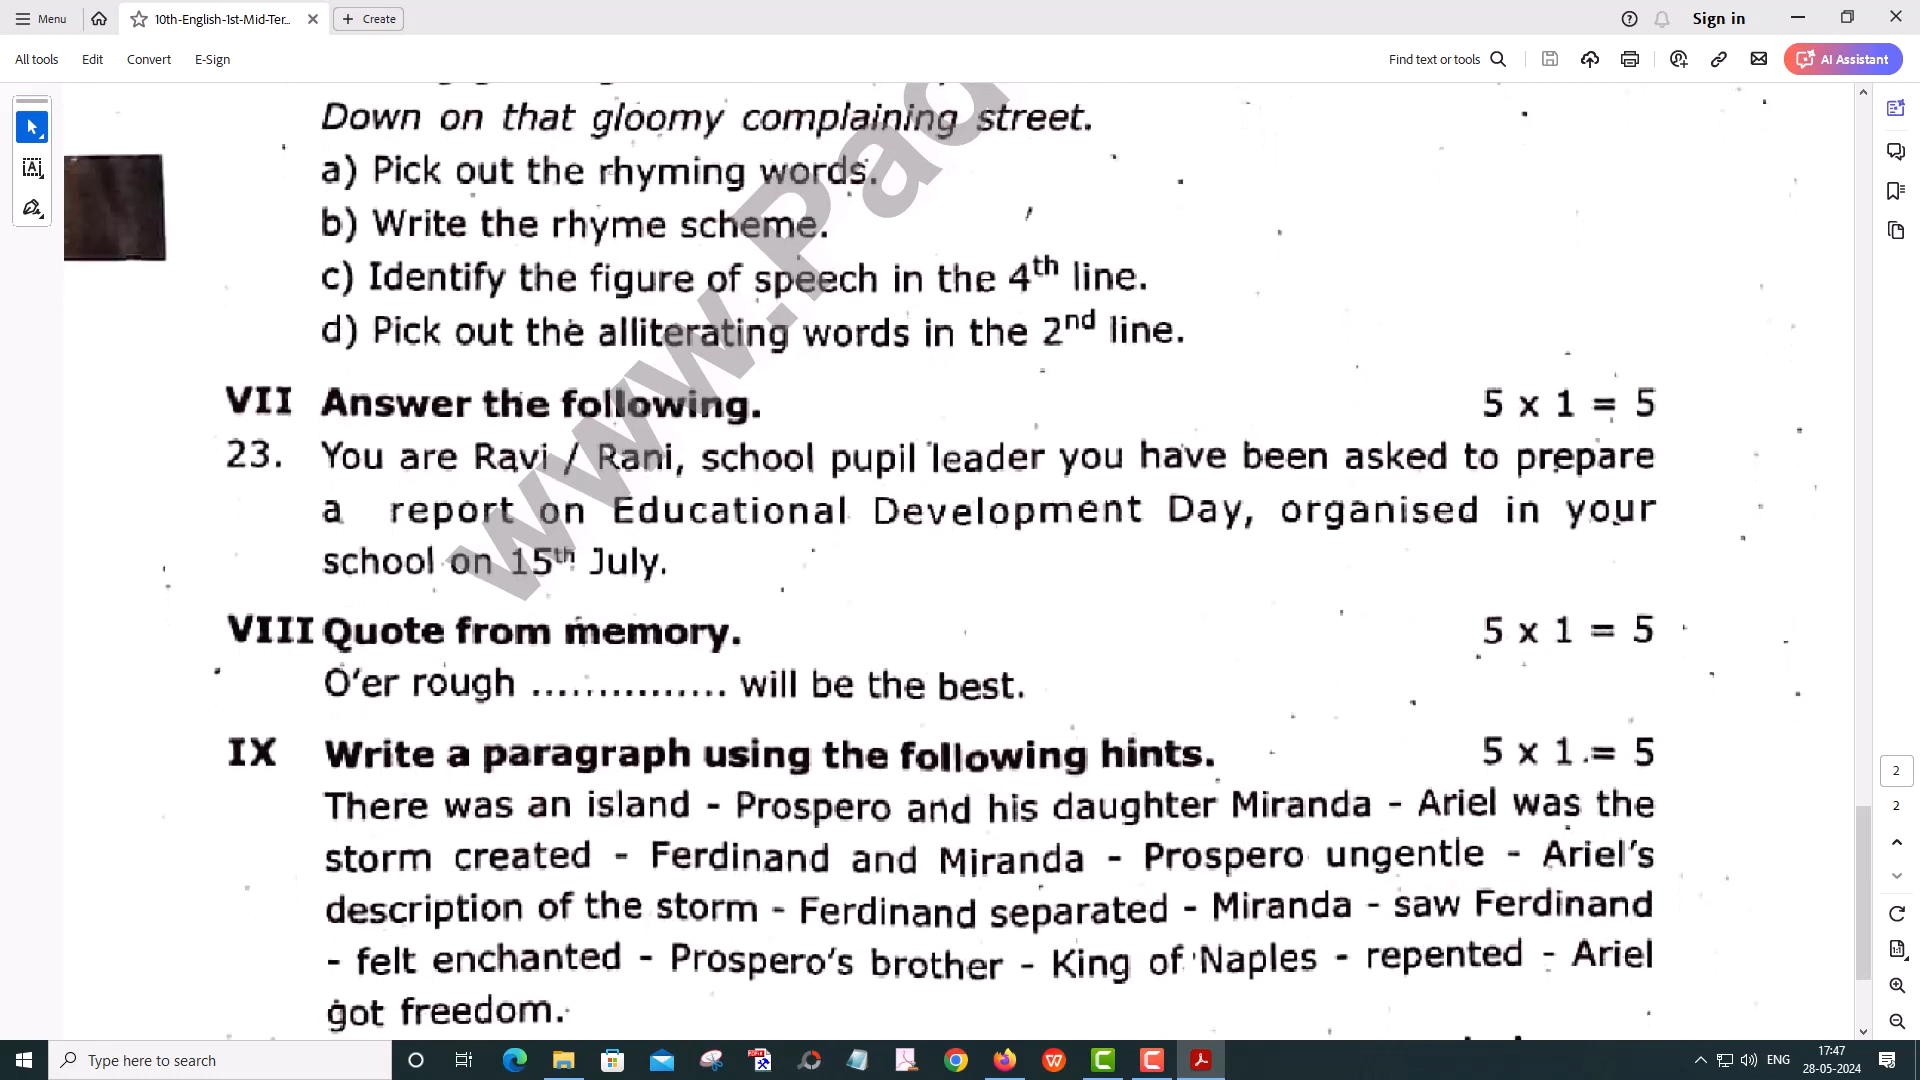 Menu
10th-English-1st-Mid-Ter...
Create
Sign in
All tools
Edit
Convert
E-Sign
Find text or tools
AI Assistant
Down on that gloomy complaining street.
a) Pick out the rhyming words.
b) Write the rhyme scheme.
c) Identify the figure of speech in the 4th line.
d) Pick out the alliterating words in the 2nd line.
www.Pad
VII Answer the following. 5 x 1 = 5
23. You are Ravi / Rani, school pupil leader you have been asked to prepare
a report on Educational Development Day, organised in your
school on 15th July.
VIII Quote from memory. 5 x 1 = 5
O'er rough ............... will be the best.
IX Write a paragraph using the following hints. 5 x 1 = 5
There was an island - Prospero and his daughter Miranda - Ariel was the
storm created - Ferdinand and Miranda - Prospero ungentle - Ariel's
description of the storm - Ferdinand separated - Miranda - saw Ferdinand
- felt enchanted - Prospero's brother - King of Naples - repented - Ariel
got freedom.
2
2
Type here to search
ENG
17:47
28-05-2024